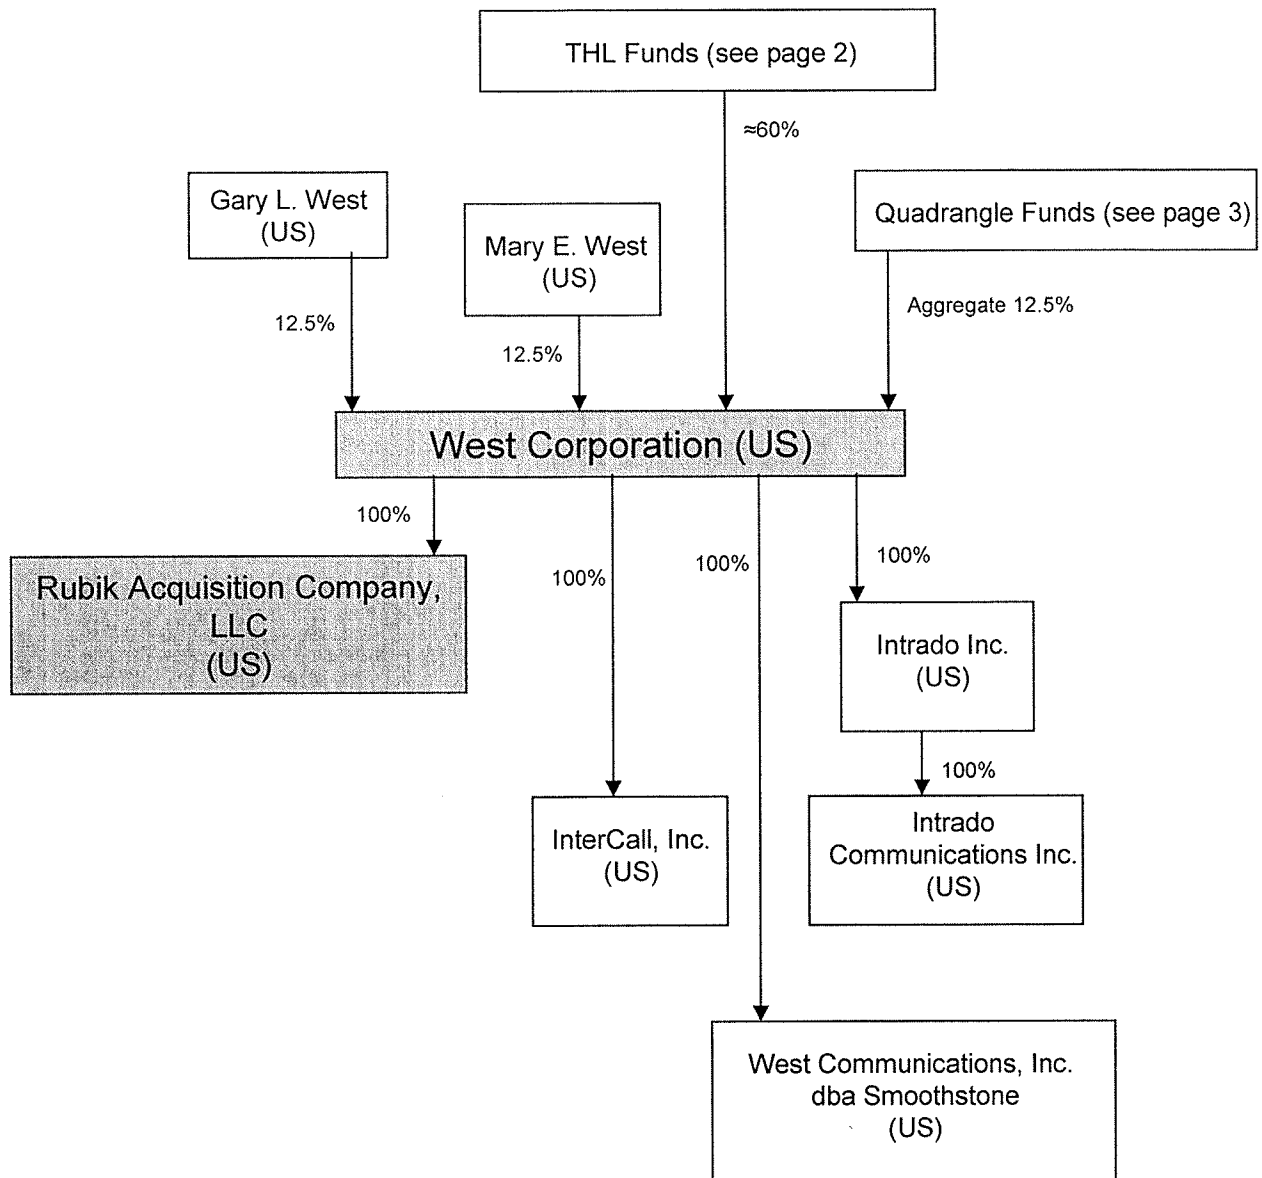 THL Funds (see page 2)
≈60%
Gary L. West
(US)
Mary E. West
(US)
Quadrangle Funds (see page 3)
12.5%
12.5%
Aggregate 12.5%
West Corporation (US)
100%
100%
100%
100%
Rubik Acquisition Company,
LLC
(US)
Intrado Inc.
(US)
100%
InterCall, Inc.
(US)
Intrado
Communications Inc.
(US)
West Communications, Inc.
dba Smoothstone
(US)